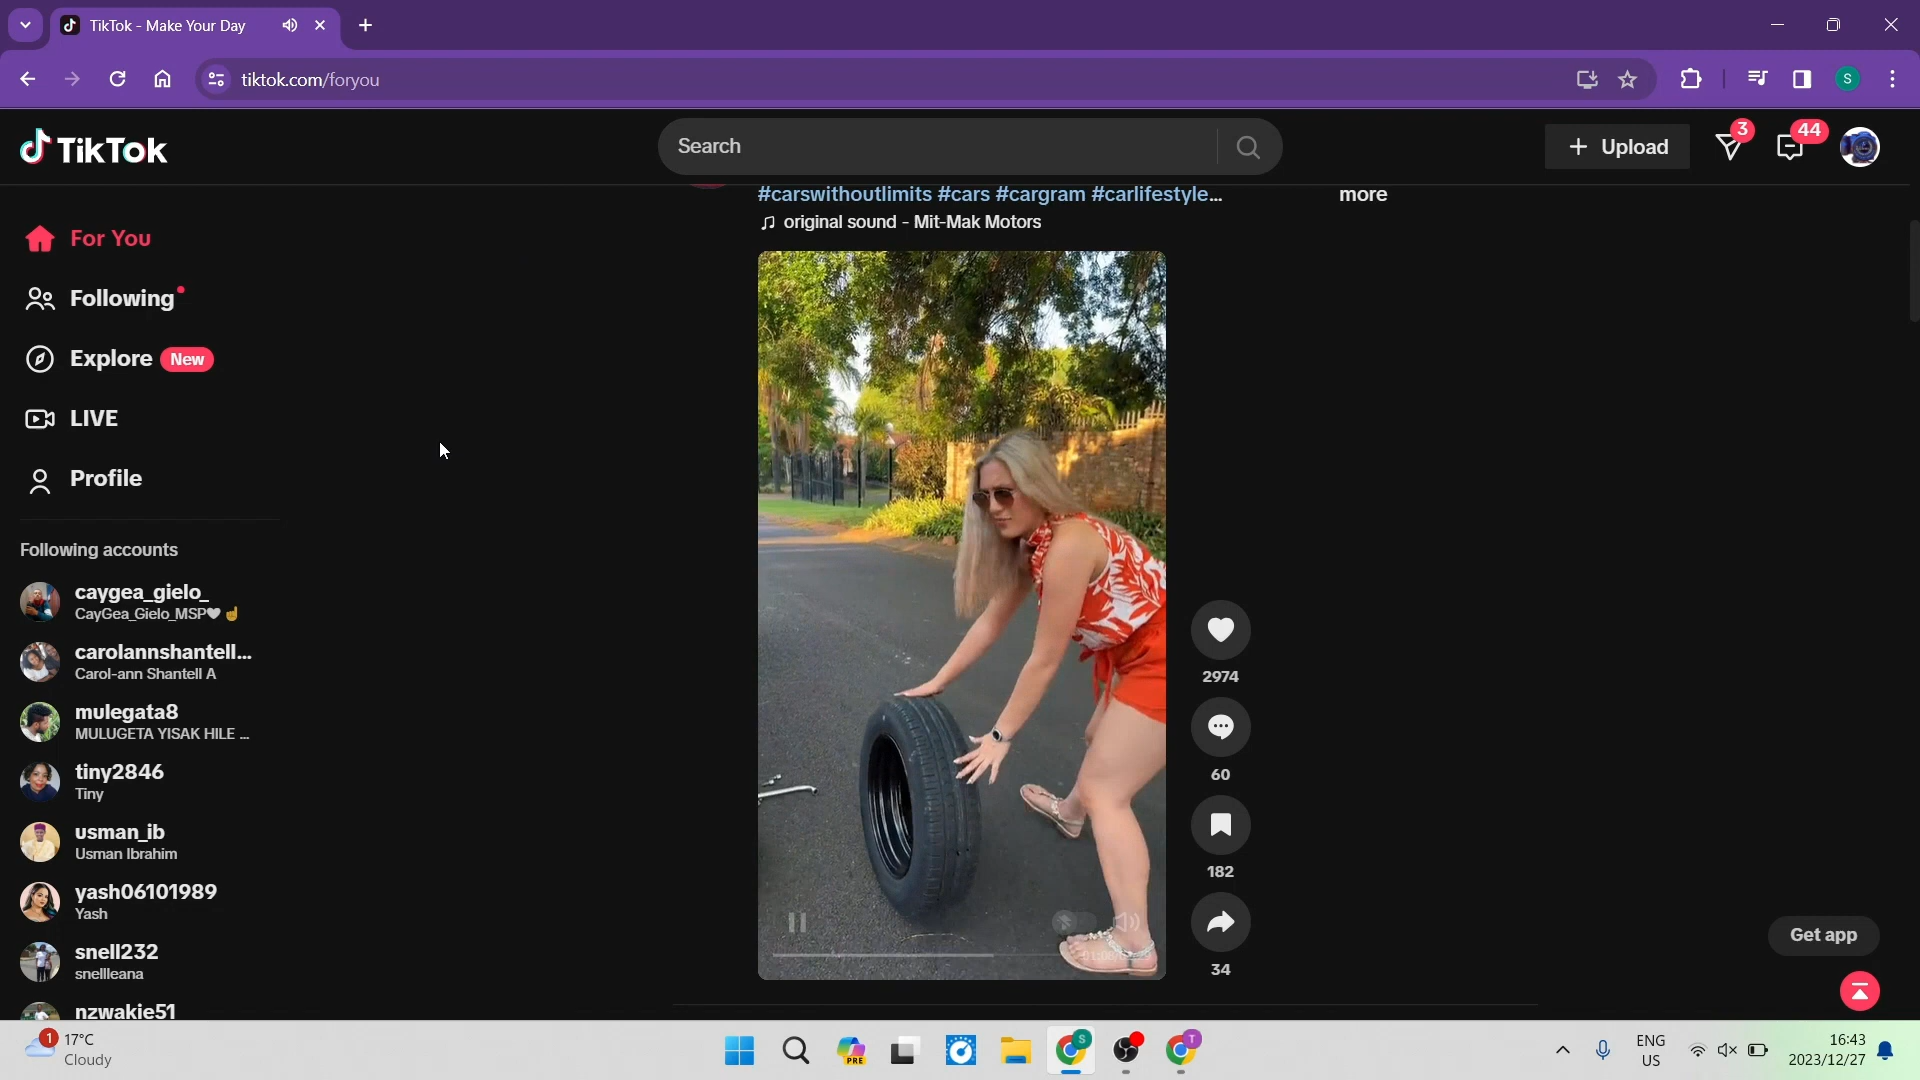 TikTok - Make Your Day
tiktok.com/foryou
TikTok
Search
Upload
3
44
#carswithoutlimits #cars #cargram #carlifestyle...
more
original sound - Mit-Mak Motors
For You
Following
Explore New
LIVE
Profile
Following accounts
caygea_gielo_
CayGea_Gielo_MSP🤍☝
carolannshantell...
Carol-ann Shantell A
mulegata8
MULUGETA YISAK HILE ...
tiny2846
Tiny
usman_ib
Usman Ibrahim
yash06101989
Yash
snell232
snellleana
nzwakie51
2974
60
182
34
Get app
1
17°C
Cloudy
PRE
S
T
ENG
US
16:43
2023/12/27
S